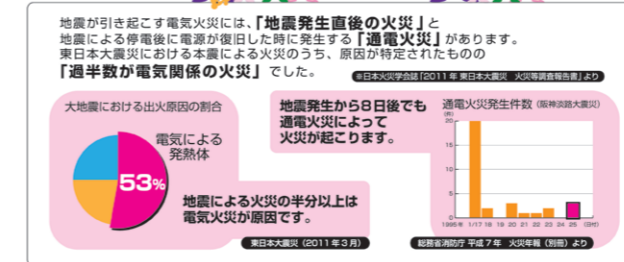 地震が引き起こす電気火災には、「地震発生直後の火災」と
地震による停電後に電源が復旧した時に発生する「通電火災」があります。
東日本大震災における本震による火災のうち、原因が特定されたものの
「過半数が電気関係の火災」でした。
※日本火災学会誌「2011年 東日本大震災 火災等調査報告書」より
大地震における出火原因の割合
電気による
発熱体
53%
地震による火災の半分以上は
電気火災が原因です。
東日本大震災(2011年3月)
地震発生から8日後でも
通電火災によって
火災が起こります。
通電火災発生件数(阪神淡路大震災)
(件)
20
15
10
5
0
1995年 1/17 18 19 20 21 22 23 24 25 (日付)
総務省消防庁 平成7年 火災年報(別冊)より